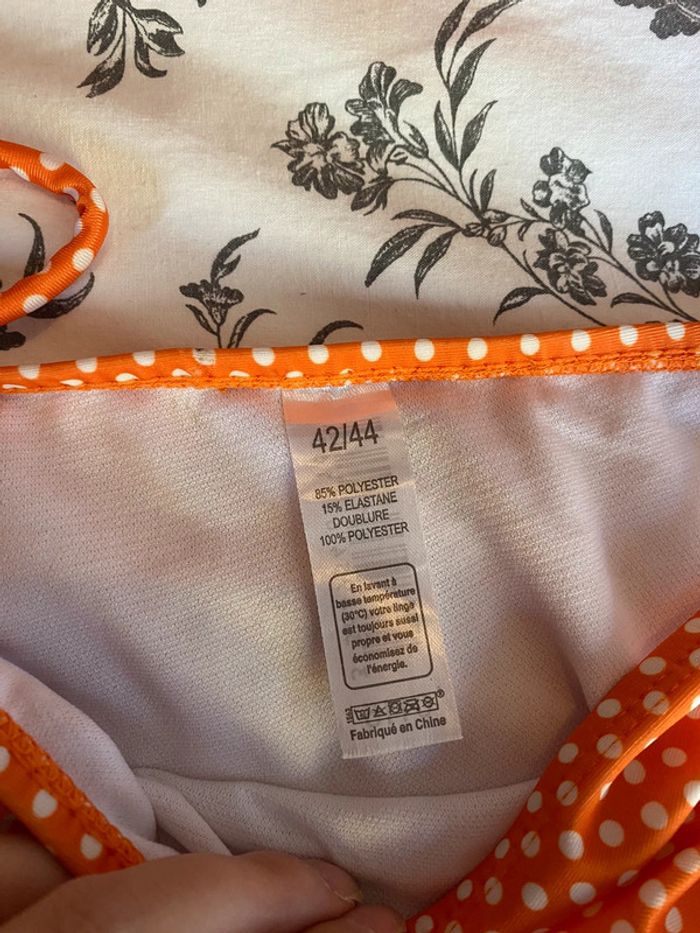 42/44
85% POLYESTER
15% ELASTANE
DOUBLURE
100% POLYESTER
En lavant à
basse température
(30°C) votre linge
est toujours aussi
propre et vous
économisez de
l'énergie.
Fabriqué en Chine